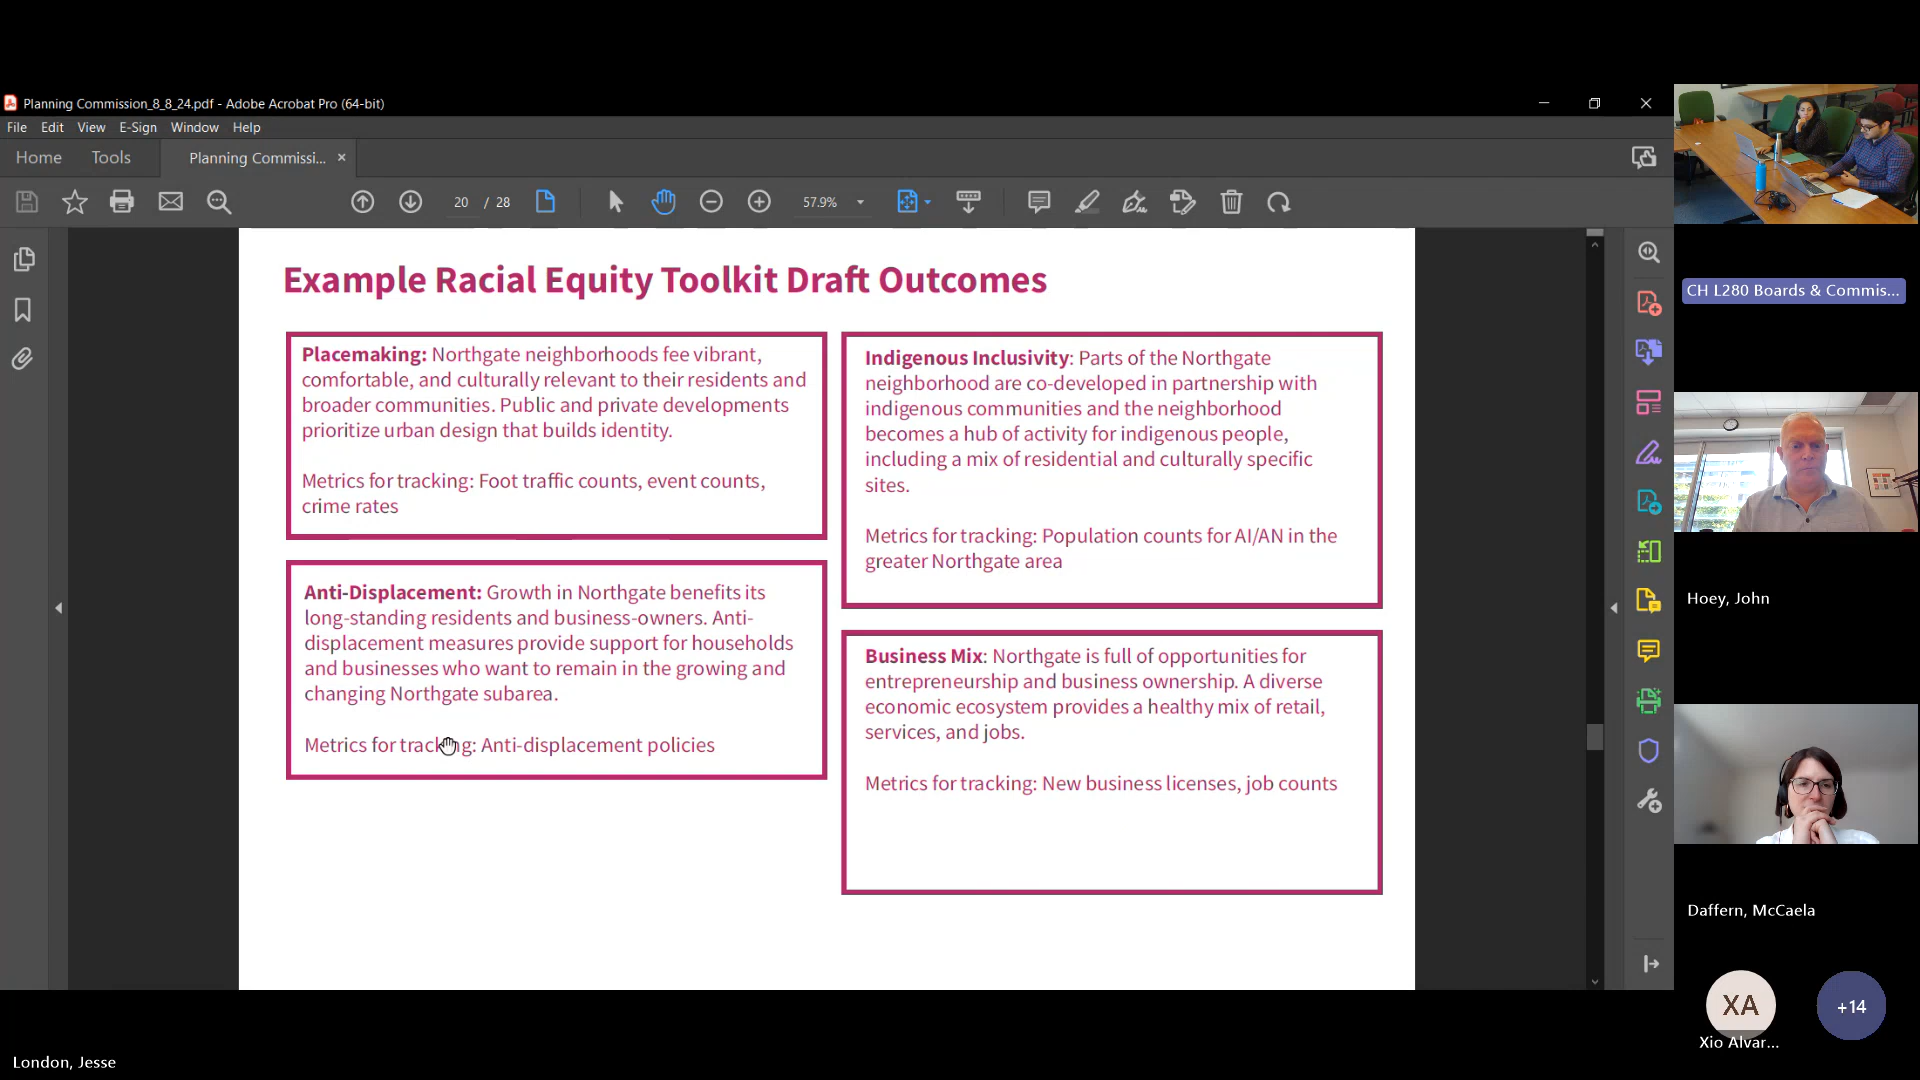 Planning Commission_8_8_24.pdf - Adobe Acrobat Pro (64-bit)
File Edit View E-Sign Window Help
Home Tools Planning Commissi... ×
20 / 28 57.9%
Example Racial Equity Toolkit Draft Outcomes
Placemaking: Northgate neighborhoods fee vibrant,
comfortable, and culturally relevant to their residents and
broader communities. Public and private developments
prioritize urban design that builds identity.
Metrics for tracking: Foot traffic counts, event counts,
crime rates
Anti-Displacement: Growth in Northgate benefits its
long-standing residents and business-owners. Anti-
displacement measures provide support for households
and businesses who want to remain in the growing and
changing Northgate subarea.
Metrics for tracking: Anti-displacement policies
Indigenous Inclusivity: Parts of the Northgate
neighborhood are co-developed in partnership with
indigenous communities and the neighborhood
becomes a hub of activity for indigenous people,
including a mix of residential and culturally specific
sites.
Metrics for tracking: Population counts for AI/AN in the
greater Northgate area
Business Mix: Northgate is full of opportunities for
entrepreneurship and business ownership. A diverse
economic ecosystem provides a healthy mix of retail,
services, and jobs.
Metrics for tracking: New business licenses, job counts
CH L280 Boards & Commis...
Hoey, John
Daffern, McCaela
XA
+14
Xio Alvar...
London, Jesse